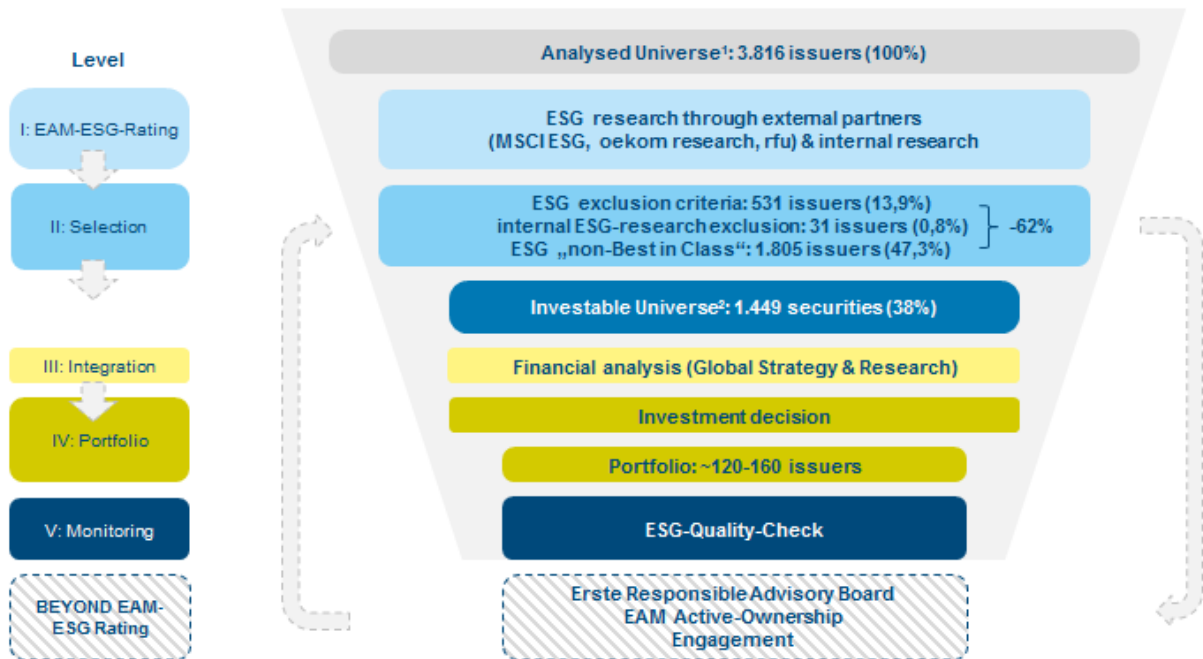 Level
Analysed Universe¹: 3.816 issuers (100%)
I: EAM-ESG-Rating
ESG research through external partners
(MSCI ESG, oekom research, rfu) & internal research
II: Selection
ESG exclusion criteria: 531 issuers (13,9%)
internal ESG-research exclusion: 31 issuers (0,8%)
ESG „non-Best in Class“: 1.805 issuers (47,3%)
-62%
Investable Universe²: 1.449 securities (38%)
III: Integration
Financial analysis (Global Strategy & Research)
IV: Portfolio
Investment decision
Portfolio: ~120-160 issuers
V: Monitoring
ESG-Quality-Check
BEYOND EAM-
ESG Rating
Erste Responsible Advisory Board
EAM Active-Ownership
Engagement